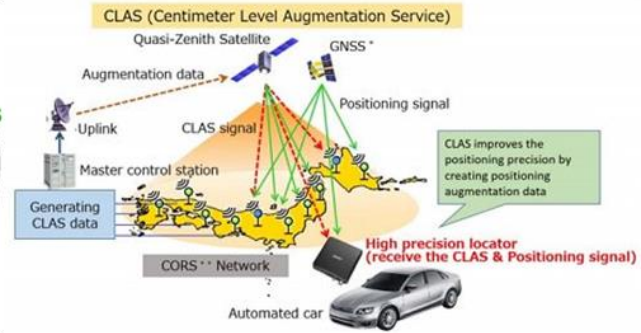 CLAS (Centimeter Level Augmentation Service)
Quasi-Zenith Satellite
GNSS *
Augmentation data
Positioning signal
Uplink
CLAS signal
Master control station
CLAS improves the
positioning precision by
creating positioning
augmentation data
Generating
CLAS data
High precision locator
(receive the CLAS & Positioning signal)
CORS ** Network
Automated car